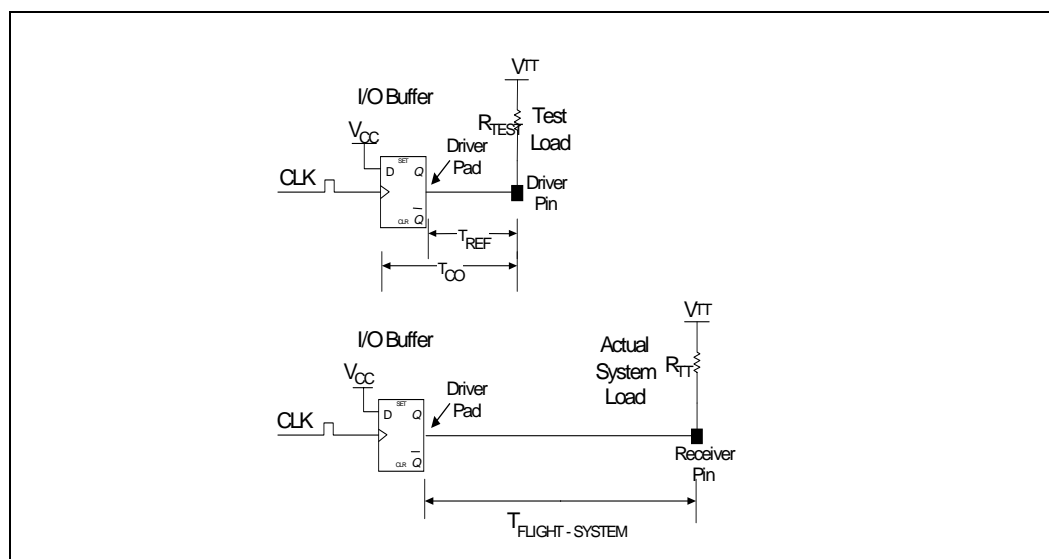 VTT
I/O Buffer
RTEST
Test
Load
VCC
Driver
Pad
SET
D
Q
CLK
Driver
Pin
CLR
Q
TREF
TCO
VTT
I/O Buffer
Actual
System
Load
RTT
VCC
Driver
Pad
SET
D
Q
CLK
CLR
Q
Receiver
Pin
TFLIGHT - SYSTEM